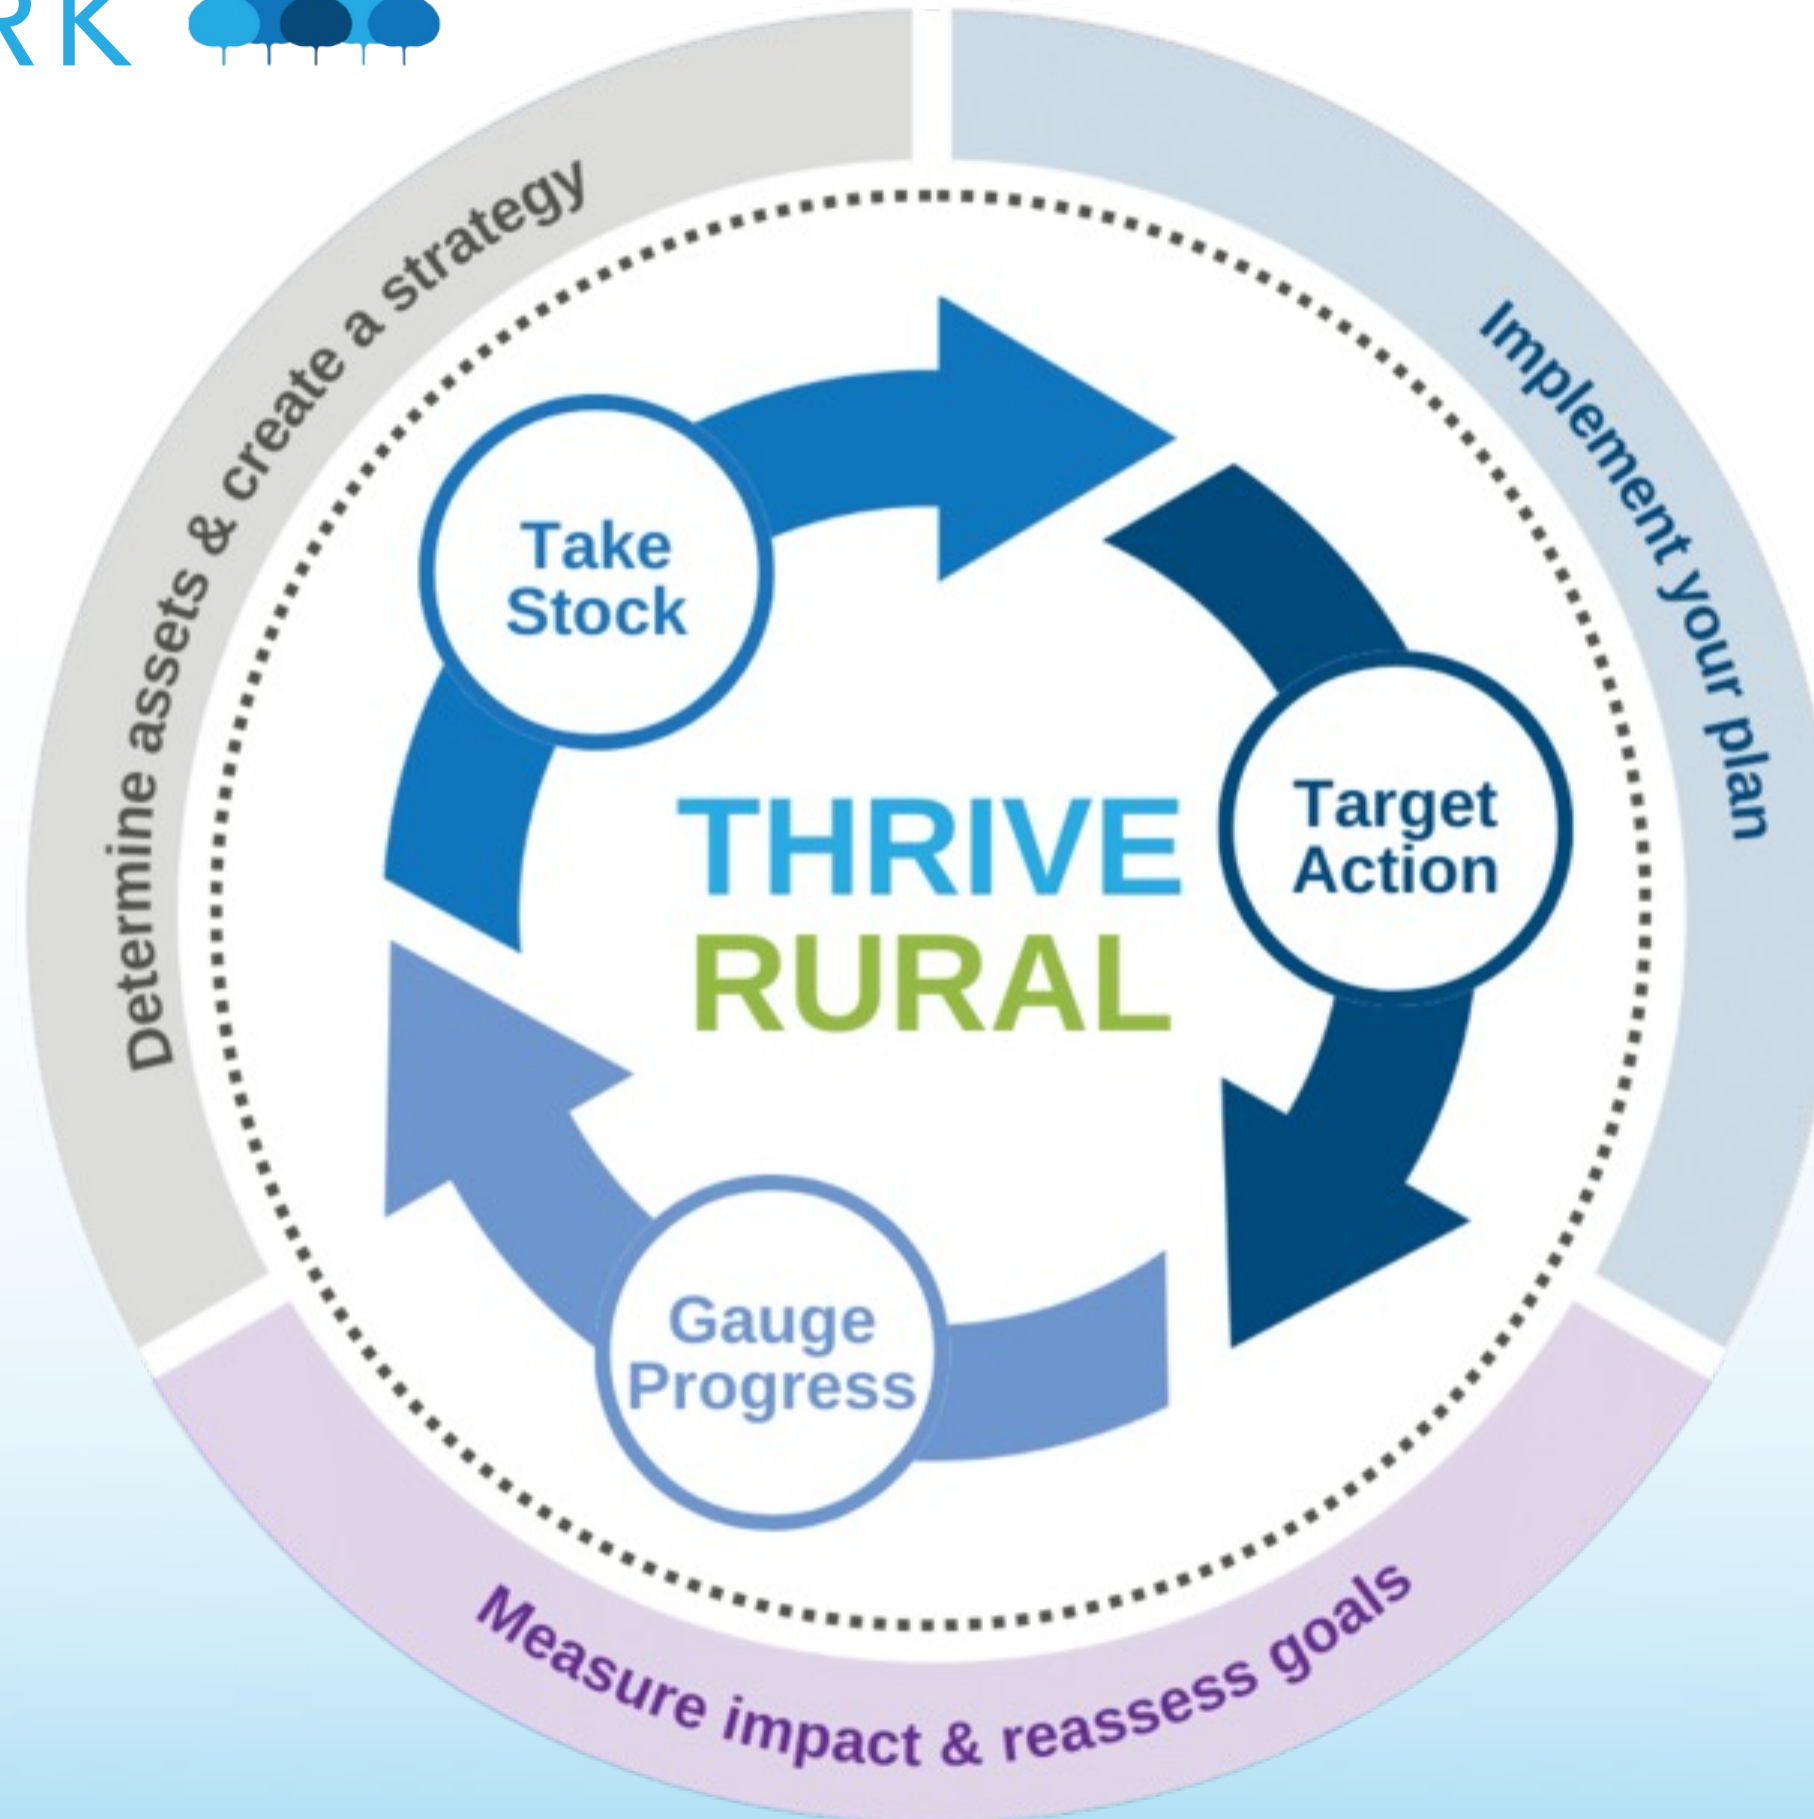 RK
Determine assets & create a strategy
Implement your plan
Take
Stock
Target
Action
THRIVE
RURAL
Gauge
Progress
Measure impact & reassess goals